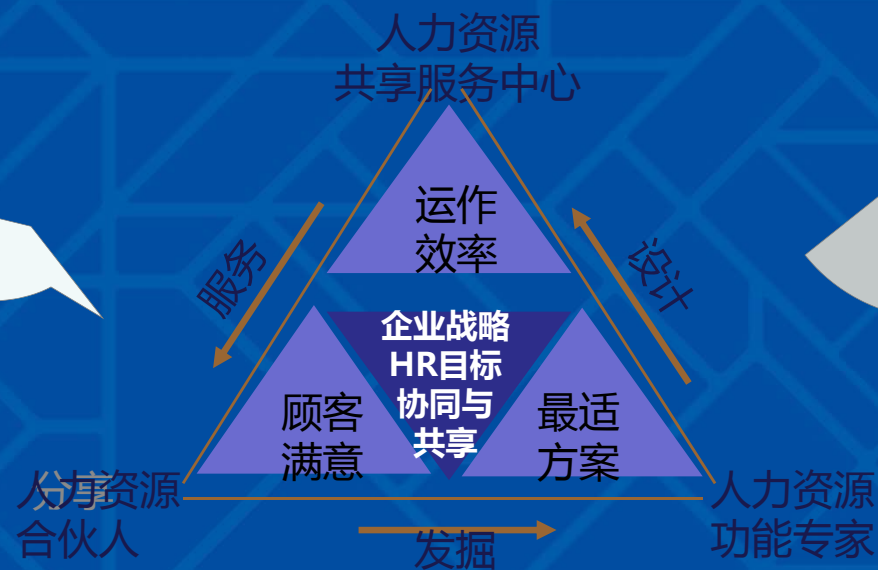 人力资源
共享服务中心
运作
效率
服务
设计
企业战略
HR目标
协同与
共享
顾客
满意
最适
方案
分享
人力资源
合伙人
人力资源
功能专家
发掘